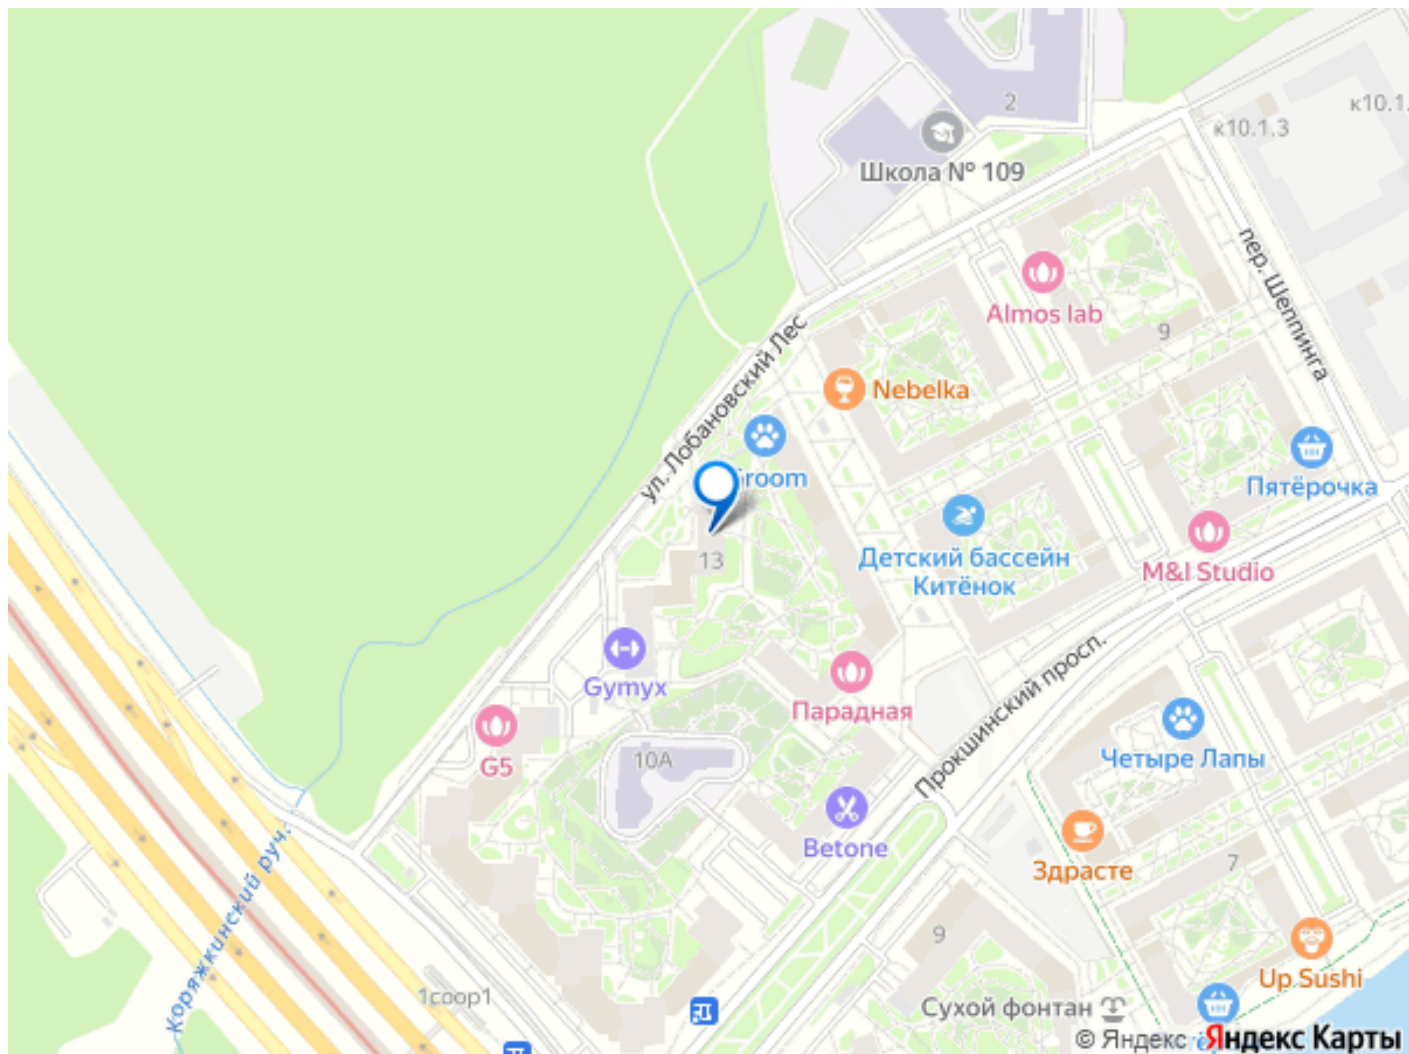 2
к10.1.3
к10.1.
Школа № 109
пер. Шеппинга
Almos lab
9
ул. Лобановский Лес
Nebelka
room
Пятёрочка
13
Детский бассейн
Китёнок
M&I Studio
Gymyx
Прокшинский просп.
Парадная
G5
10А
Четыре Лапы
Betone
Здрасте
7
Коряжкинский руч.
9
Up Sushi
1соор1
Сухой фонтан
© Яндекс Яндекс Карты